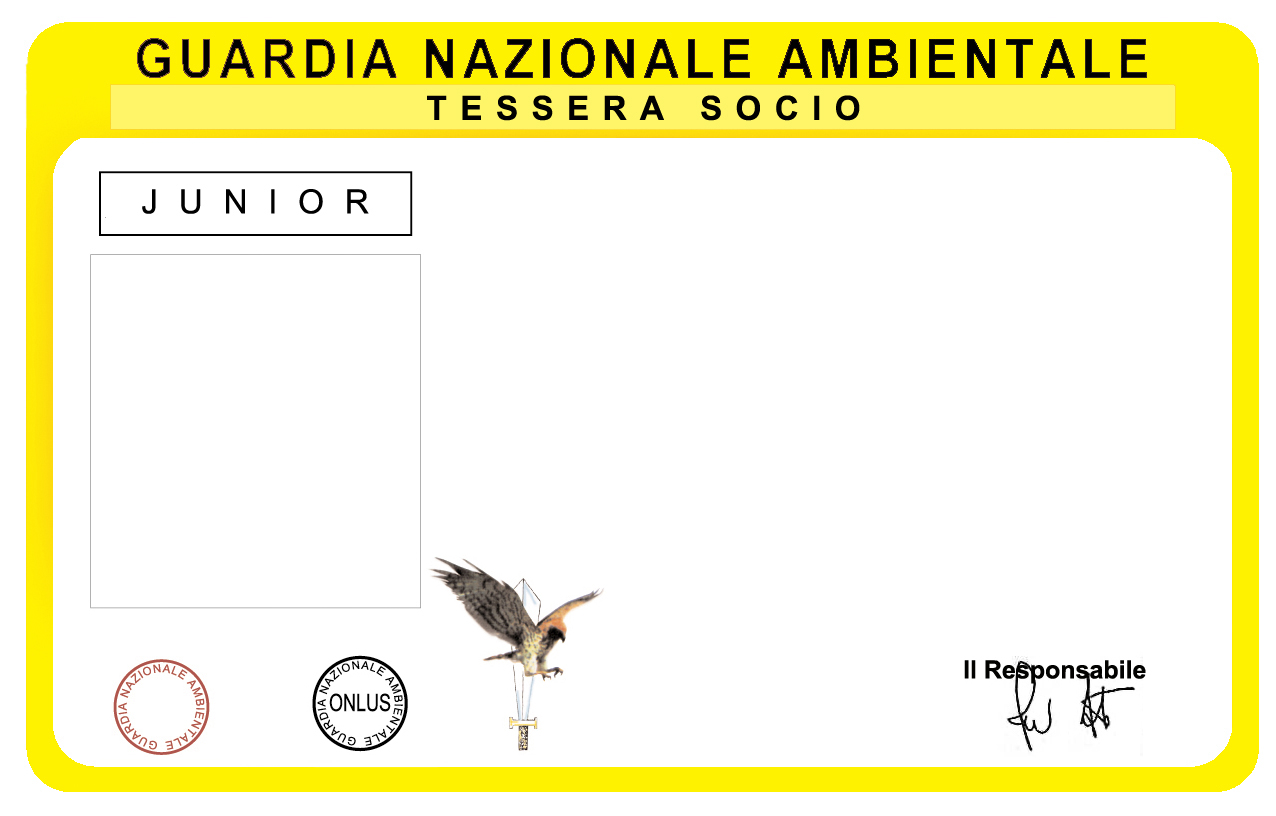 GUARDIA NAZIONALE AMBIENTALE
TESSERA SOCIO
JUNIOR
Il Responsabile
GUARDIA NAZIONALE AMBIENTALE
GUARDIA NAZIONALE AMBIENTALE
ONLUS